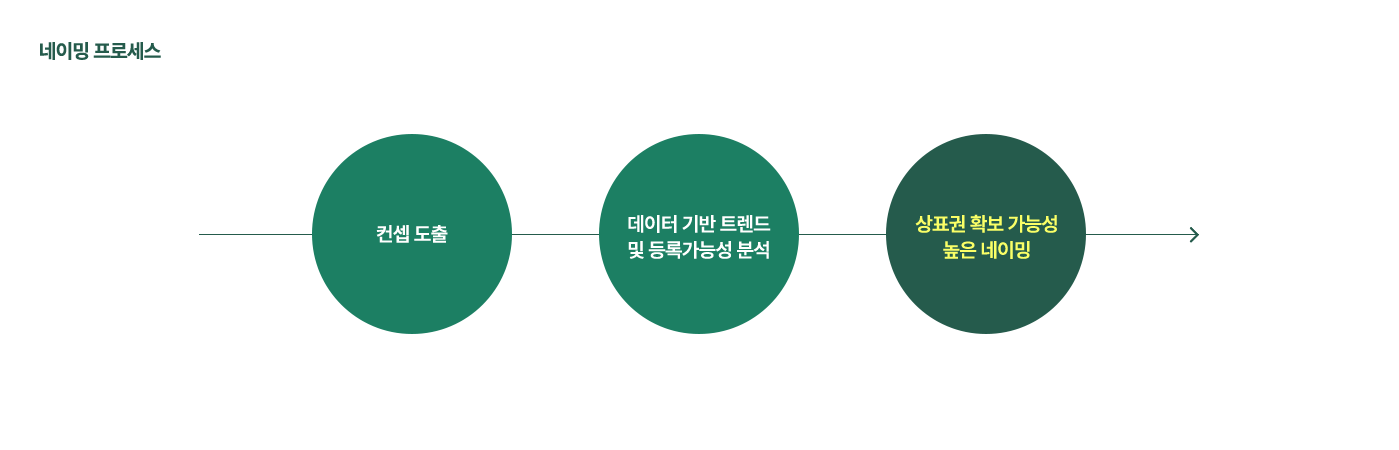 네이밍 프로세스
컨셉 도출
데이터 기반 트렌드
및 등록가능성 분석
상표권 확보 가능성
높은 네이밍